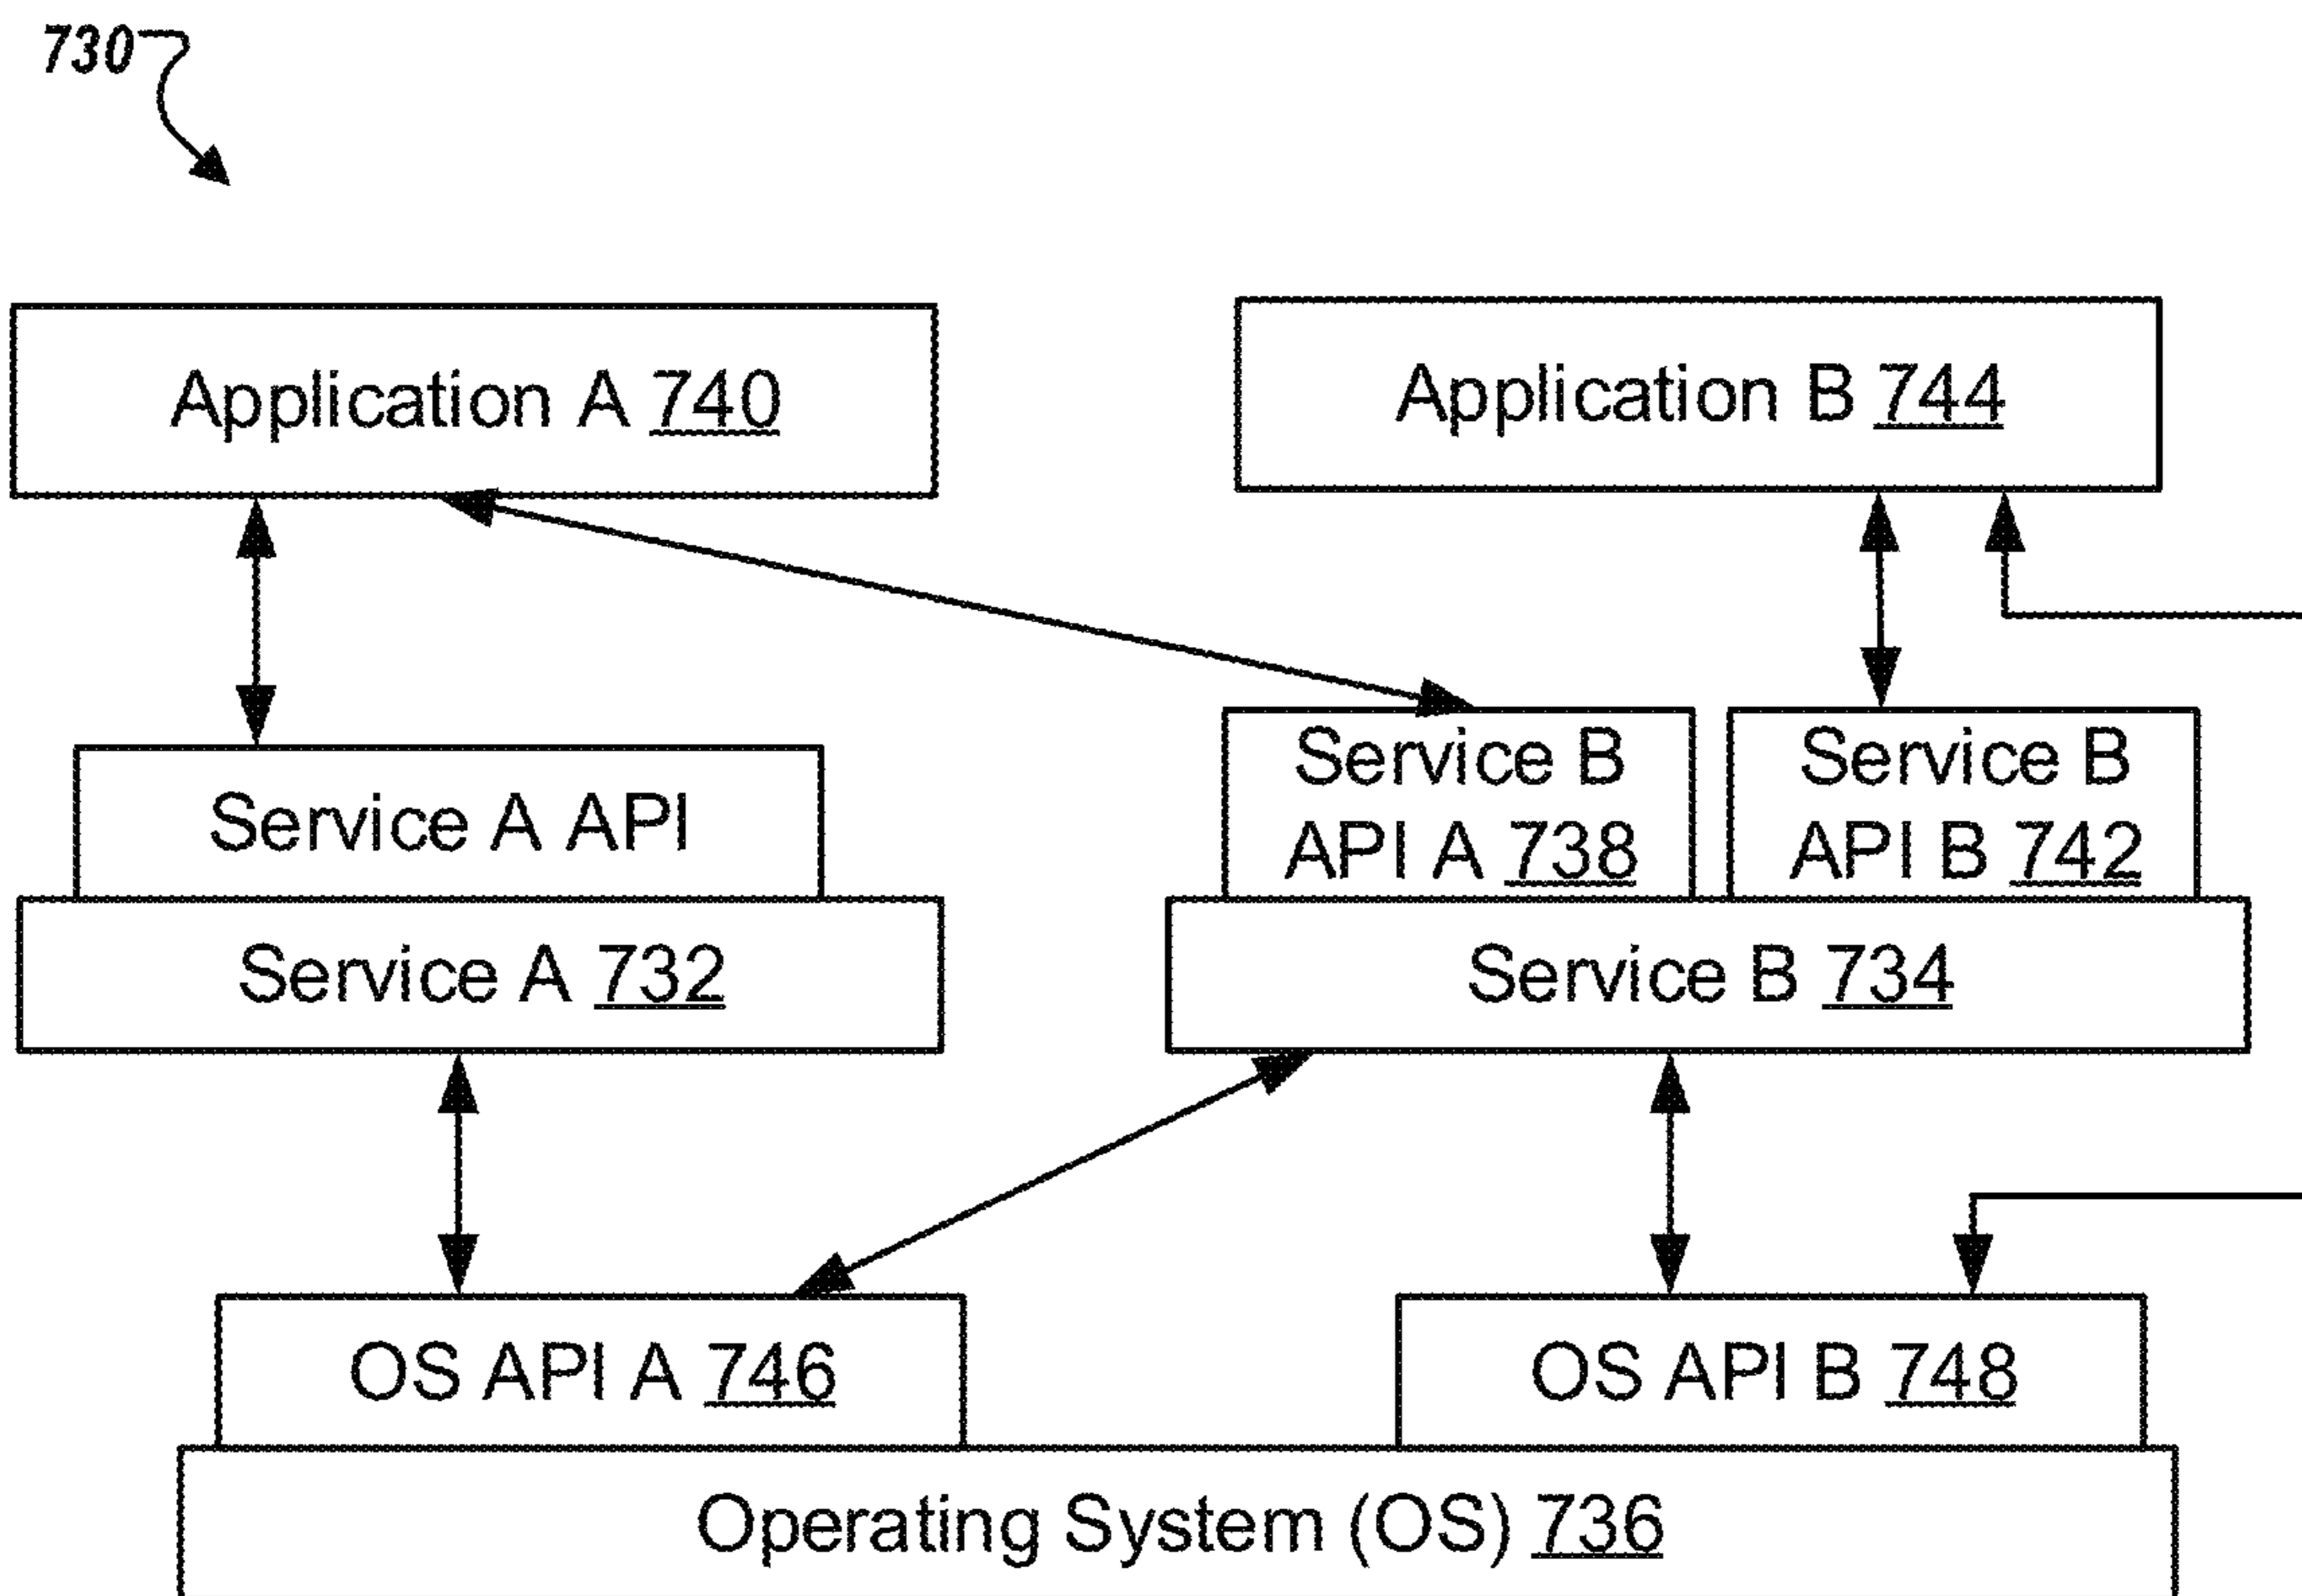 730
Application A 740
Application B 744
Service A API
Service B
API A 738
Service B
API B 742
Service A 732
Service B 734
OS API A 746
OS API B 748
Operating System (OS) 736